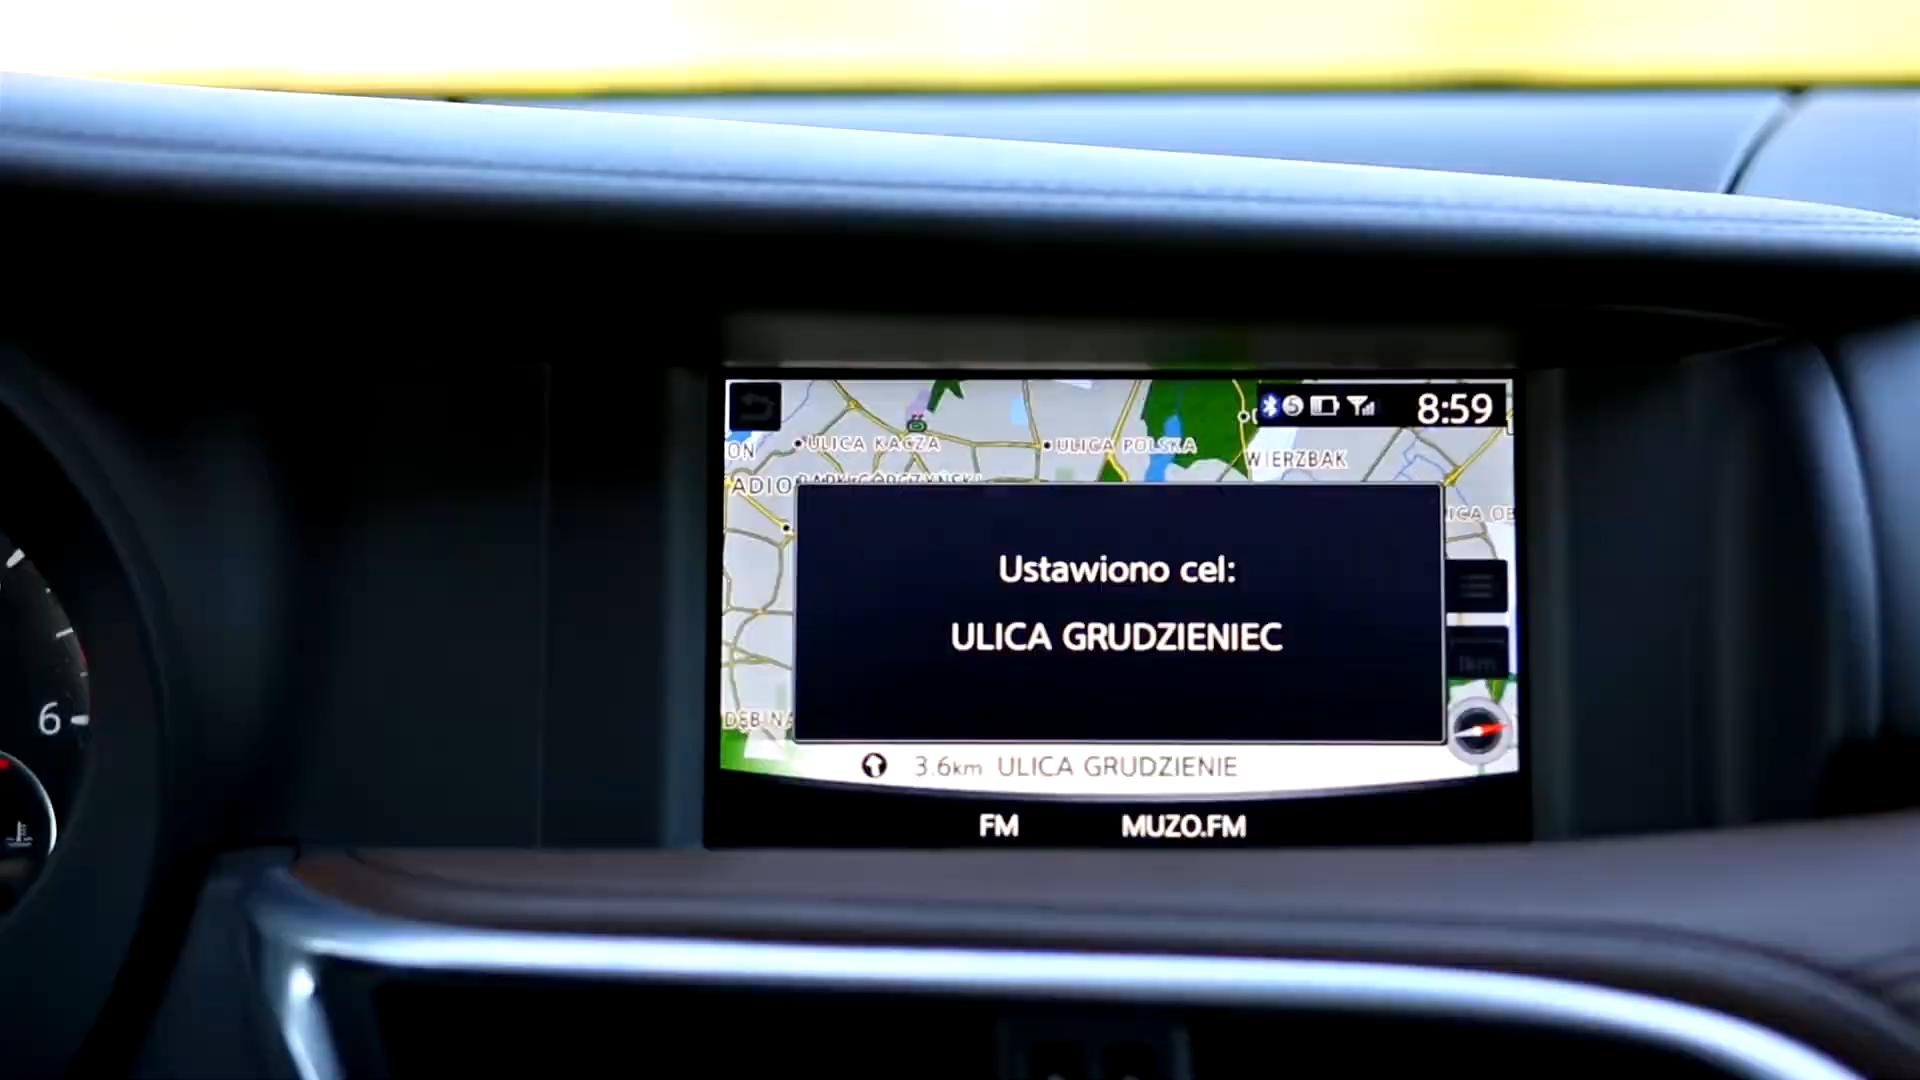 8:59
ULICA KACZA
ULICA POLSKA
WIERZBAK
Ustawiono cel:
ULICA GRUDZIENIEC
DĘBINA
3.6km ULICA GRUDZIENIE
FM MUZO.FM
6